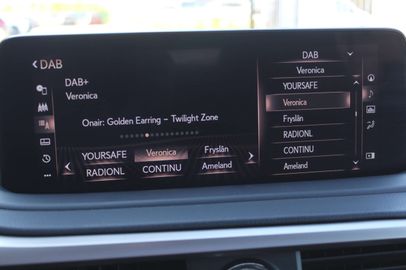 DAB
DAB+
Veronica
Onair: Golden Earring – Twilight Zone
YOURSAFE
Veronica
Fryslân
RADIONL
CONTINU
Ameland
DAB
Veronica
YOURSAFE
Veronica
Fryslân
RADIONL
CONTINU
Ameland